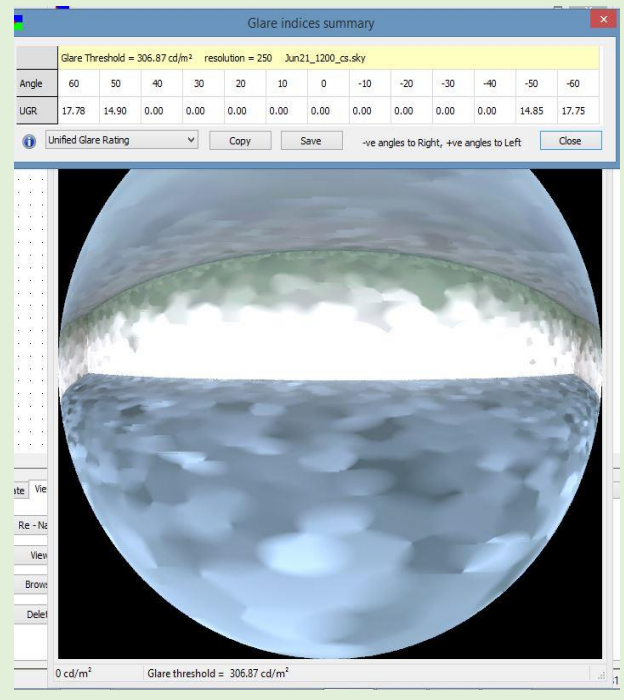 Glare indices summary
Glare Threshold = 306.87 cd/m² resolution = 250 Jun21_1200_cs.sky
Angle 60 50 40 30 20 10 0 -10 -20 -30 -40 -50 -60
UGR 17.78 14.90 0.00 0.00 0.00 0.00 0.00 0.00 0.00 0.00 0.00 14.85 17.75
Unified Glare Rating Copy Save -ve angles to Right, +ve angles to Left Close
ate Vie
Re - Na
View
Brow
Delet
0 cd/m² Glare threshold = 306.87 cd/m²